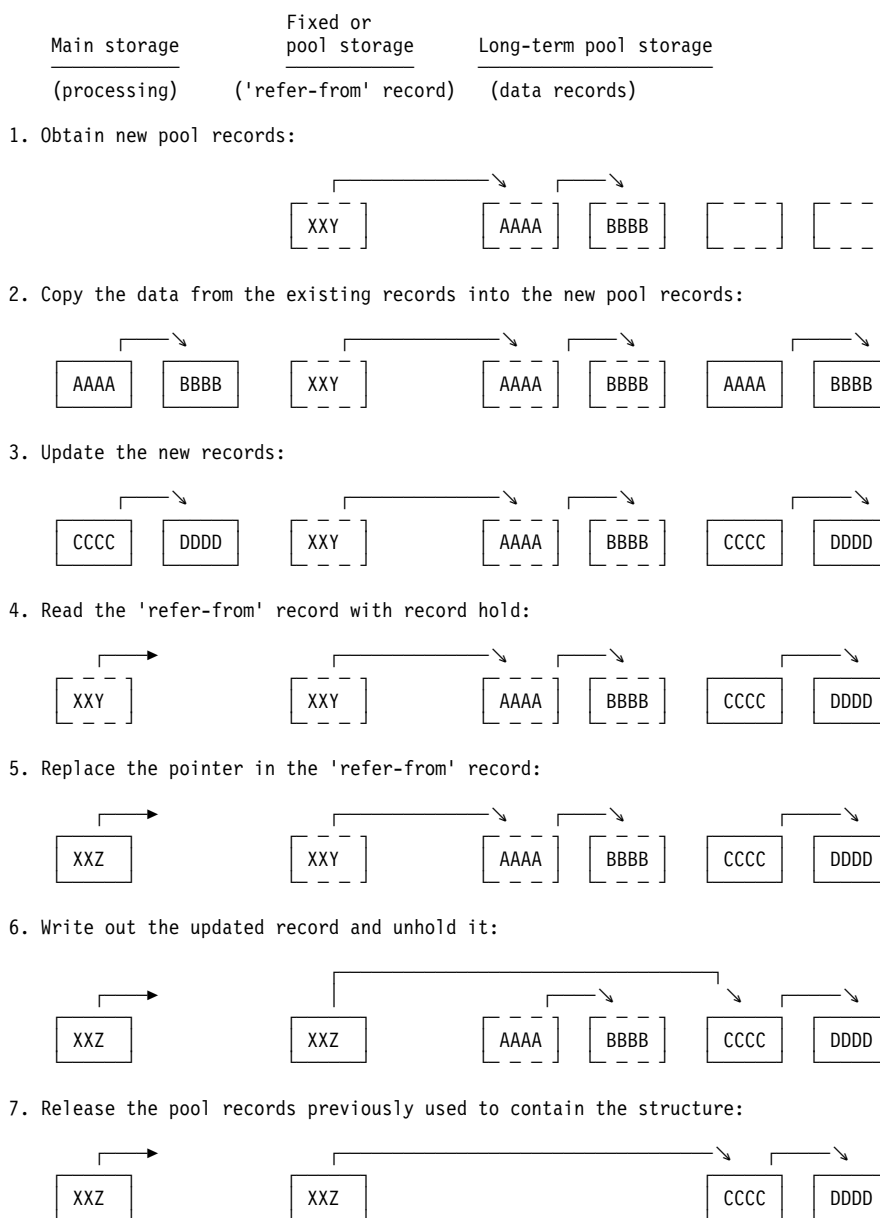 Fixed or
Main storage pool storage Long-term pool storage
(processing) ('refer-from' record) (data records)
1. Obtain new pool records:
XXY AAAA BBBB
2. Copy the data from the existing records into the new pool records:
AAAA BBBB XXY AAAA BBBB AAAA BBBB
3. Update the new records:
CCCC DDDD XXY AAAA BBBB CCCC DDDD
4. Read the 'refer-from' record with record hold:
XXY XXY AAAA BBBB CCCC DDDD
5. Replace the pointer in the 'refer-from' record:
XXZ XXY AAAA BBBB CCCC DDDD
6. Write out the updated record and unhold it:
XXZ XXZ AAAA BBBB CCCC DDDD
7. Release the pool records previously used to contain the structure:
XXZ XXZ CCCC DDDD